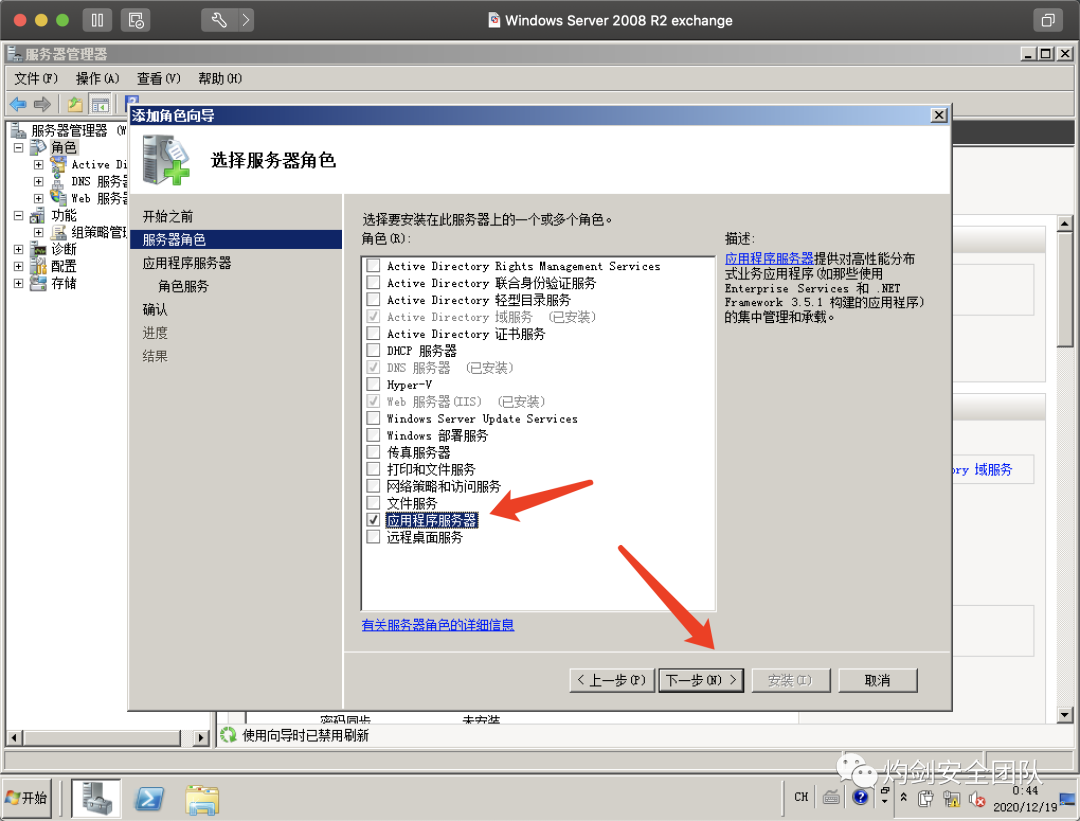 Windows Server 2008 R2 exchange
服务器管理器
文件(F) 操作(A) 查看(V) 帮助(H)
服务器管理器 (W
角色
Active Di
DNS 服务器
Web 服务器
功能
组策略管理
诊断
配置
存储
添加角色向导
选择服务器角色
开始之前
服务器角色
应用程序服务器
角色服务
确认
进度
结果
选择要安装在此服务器上的一个或多个角色。
角色(R):
Active Directory Rights Management Services
Active Directory 联合身份验证服务
Active Directory 轻型目录服务
Active Directory 域服务 (已安装)
Active Directory 证书服务
DHCP 服务器
DNS 服务器 (已安装)
Hyper-V
Web 服务器(IIS) (已安装)
Windows Server Update Services
Windows 部署服务
传真服务器
打印和文件服务
网络策略和访问服务
文件服务
应用程序服务器
远程桌面服务
有关服务器角色的详细信息
描述:
应用程序服务器提供对高性能分布
式业务应用程序(如那些使用
Enterprise Services 和 .NET
Framework 3.5.1 构建的应用程序)
的集中管理和承载。
< 上一步(P) 下一步(N) > 安装(I) 取消
ory 域服务
密码同步 未安装
使用向导时已禁用刷新
灼剑安全团队
开始
CH
0:44
2020/12/19